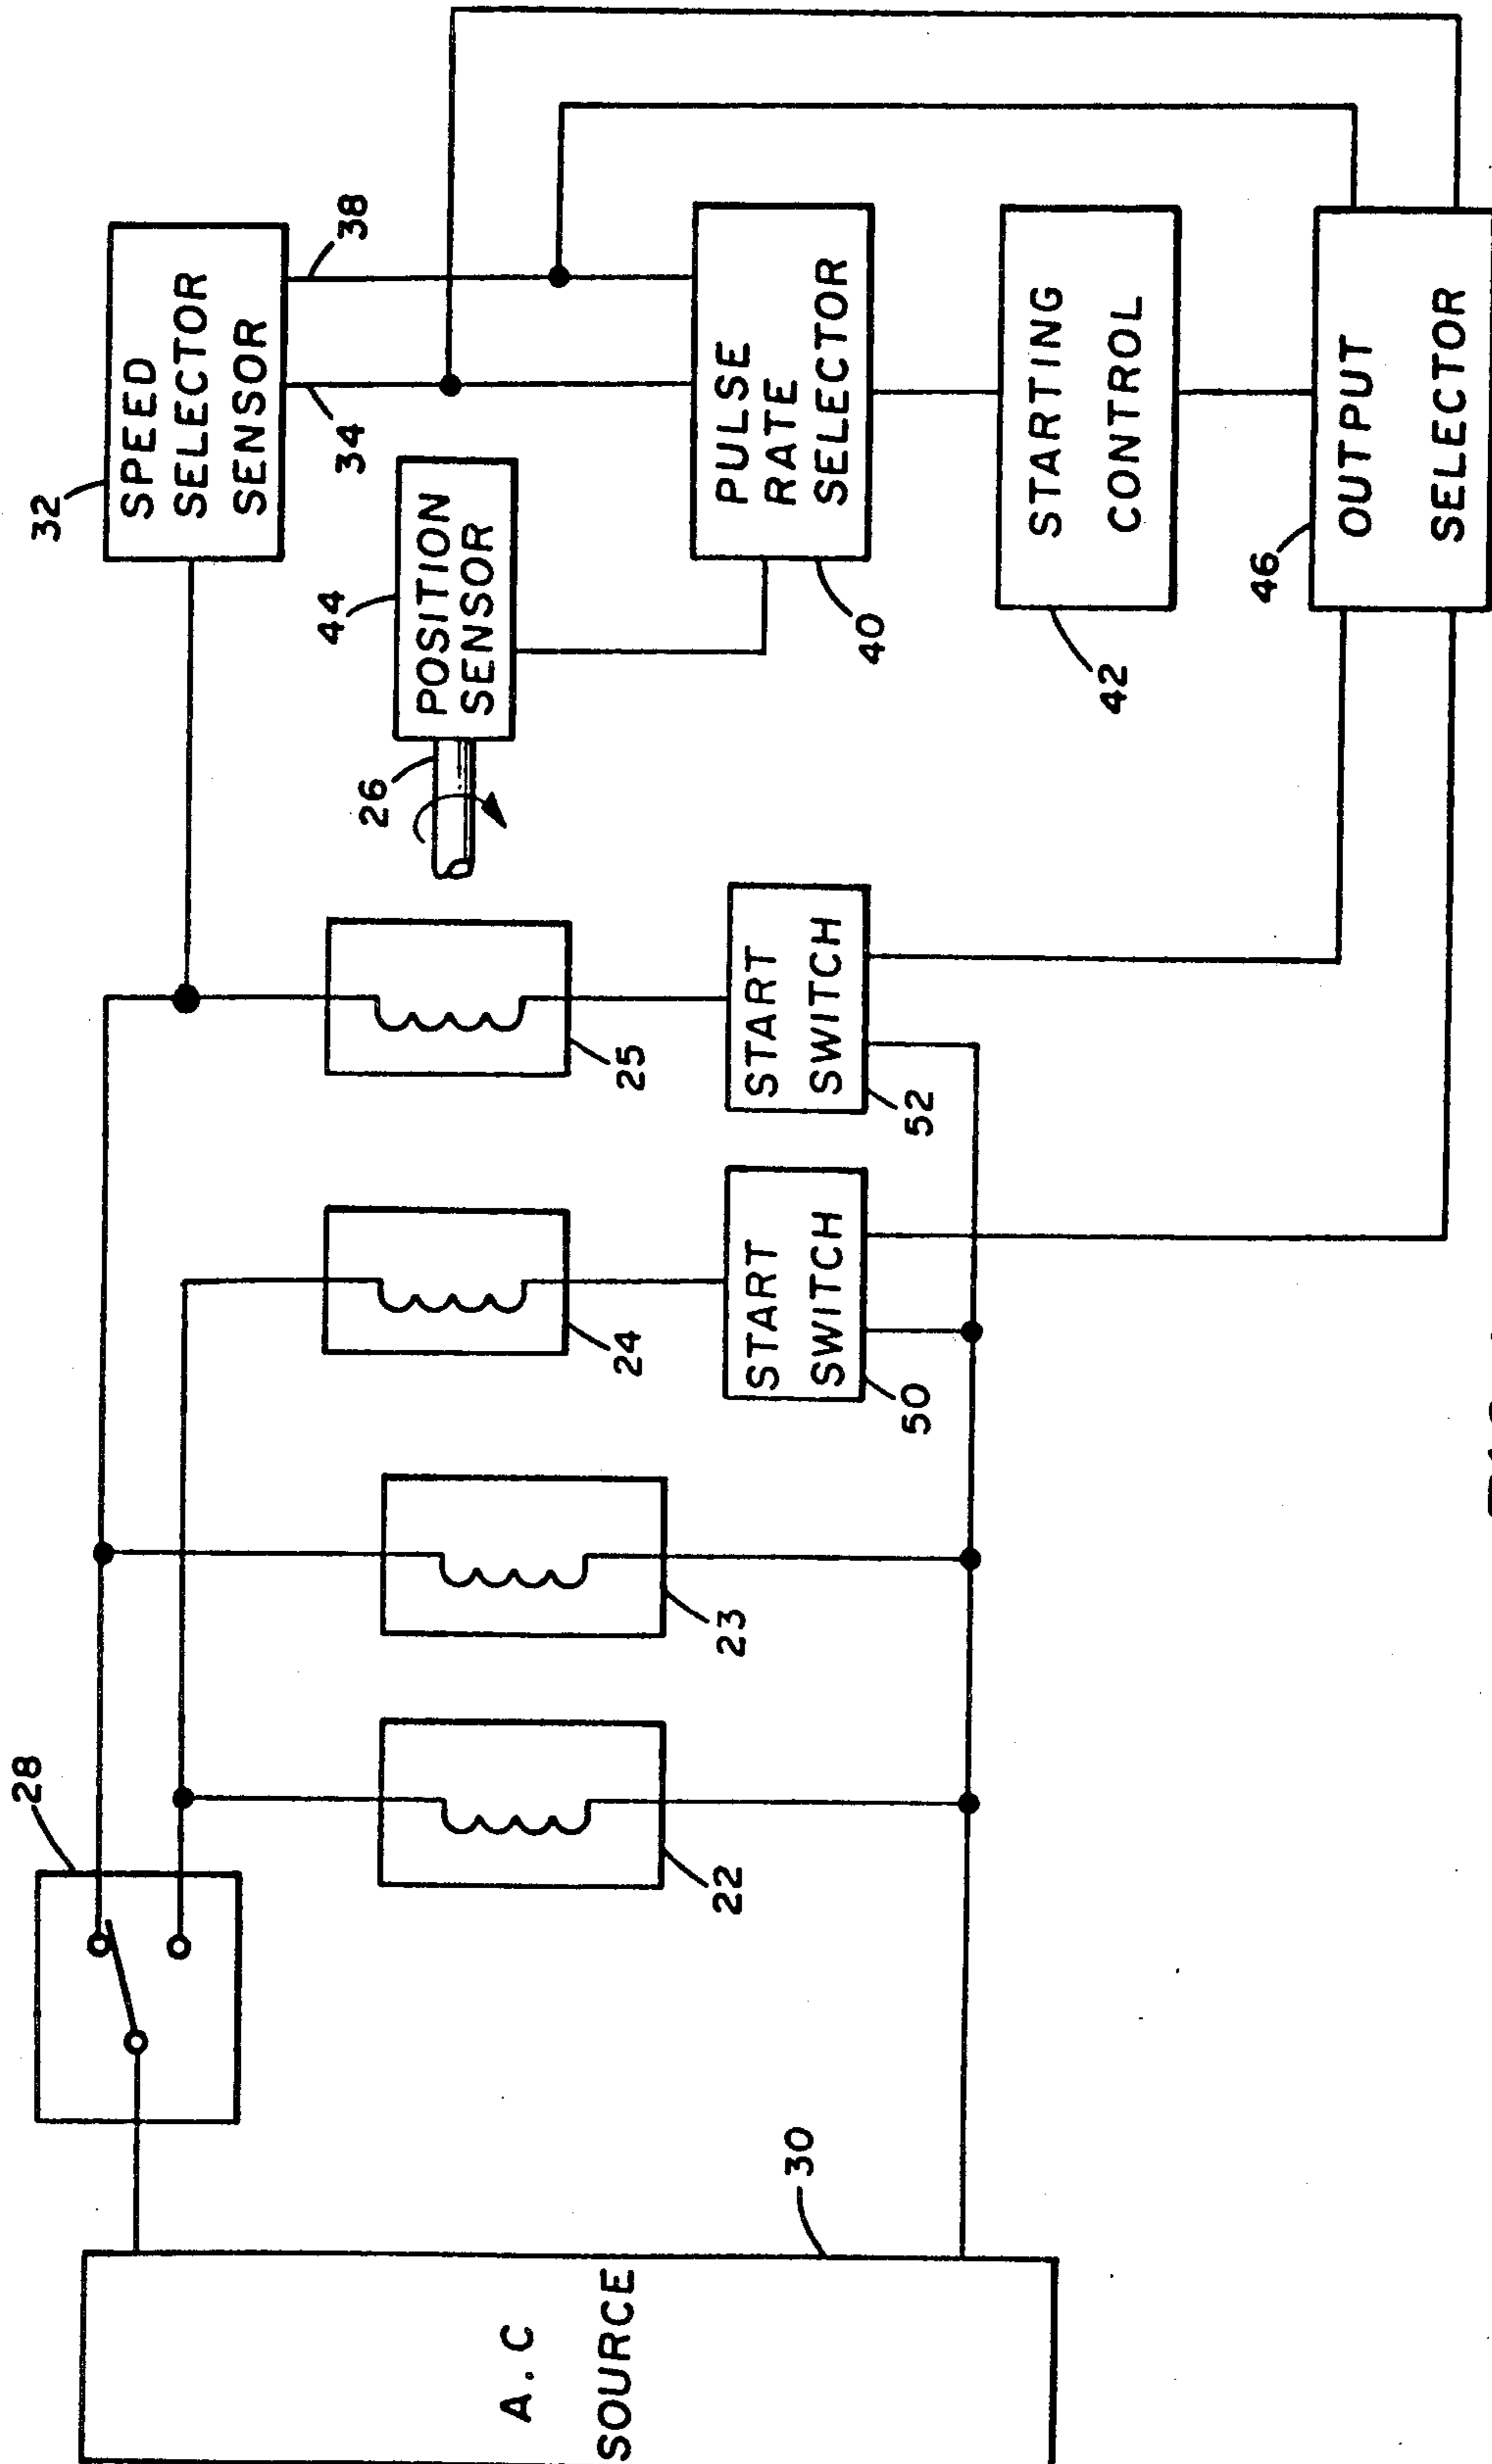 28
32
SPEED
SELECTOR
SENSOR
34
38
44
POSITION
SENSOR
26
A.C
SOURCE
30
22
23
24
25
START
SWITCH
50
START
SWITCH
52
PULSE
RATE
SELECTOR
40
STARTING
CONTROL
42
46
OUTPUT
SELECTOR